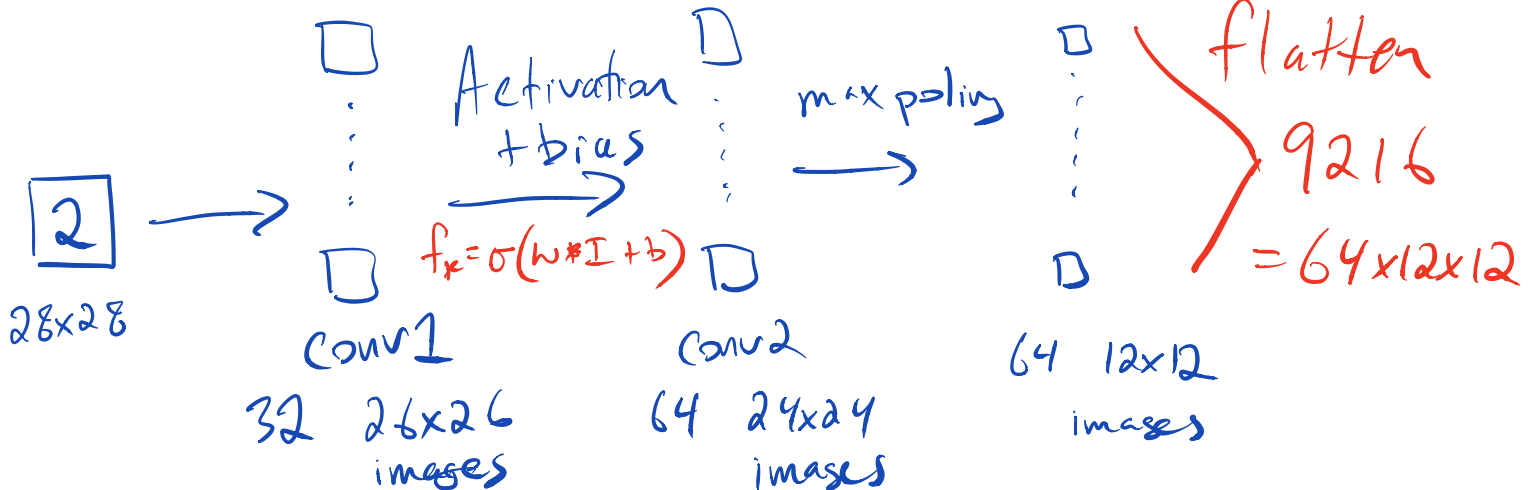 2
28x28
conv1
32 26x26
images
Activation
+bias
fₖ=σ(w*I+b)
conv2
64 24x24
images
max poling
64 12x12
images
flatten
9216
=64x12x12